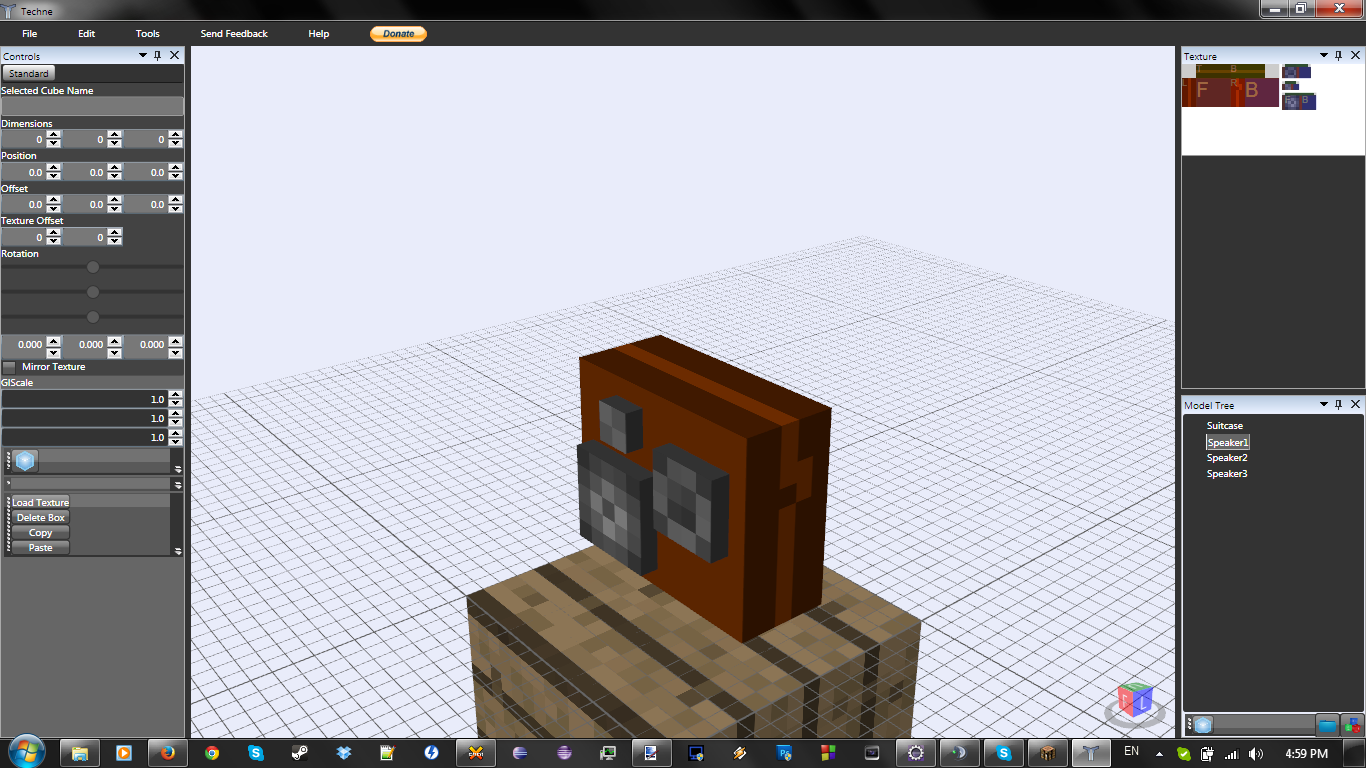 Techne
File Edit Tools Send Feedback Help Donate
Controls
Standard
Selected Cube Name
Dimensions
0 0 0
Position
0.0 0.0 0.0
Offset
0.0 0.0 0.0
Texture Offset
0 0
Rotation
0.000 0.000 0.000
Mirror Texture
GlScale
1.0
1.0
1.0
Load Texture
Delete Box
Copy
Paste
Texture
T B
F R B
B
Model Tree
Suitcase
Speaker1
Speaker2
Speaker3
EN 4:59 PM